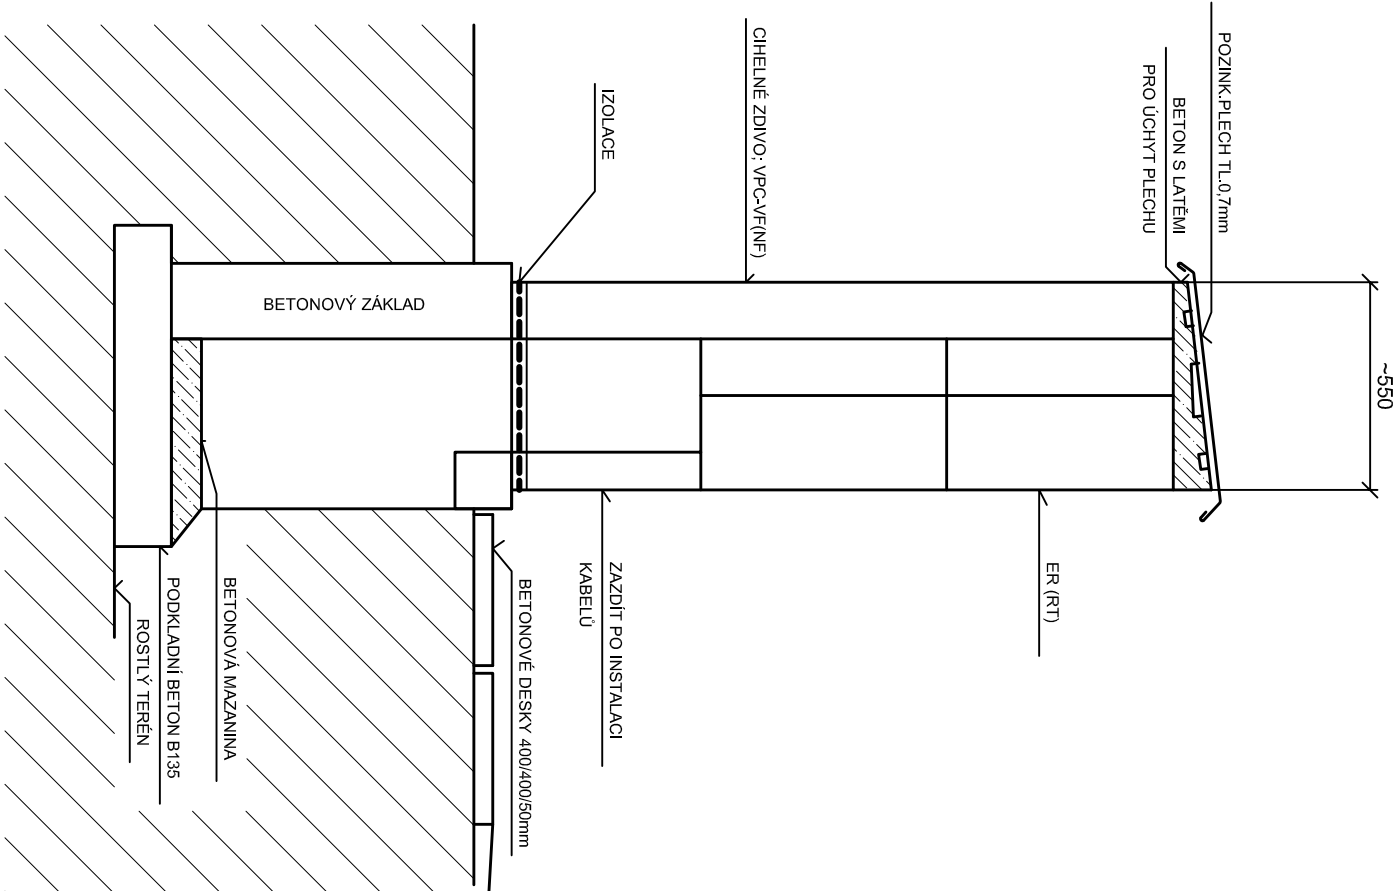 POZINK.PLECH TL.0,7mm
BETON S LATĚMI
PRO ÚCHYT PLECHU
CIHELNÉ ZDIVO; VPC-VF(NF)
IZOLACE
BETONOVÝ ZÁKLAD
~550
ER (RT)
ZAZDÍT PO INSTALACI
KABELŮ
BETONOVÉ DESKY 400/400/50mm
BETONOVÁ MAZANINA
PODKLADNÍ BETON B135
ROSTLÝ TERÉN